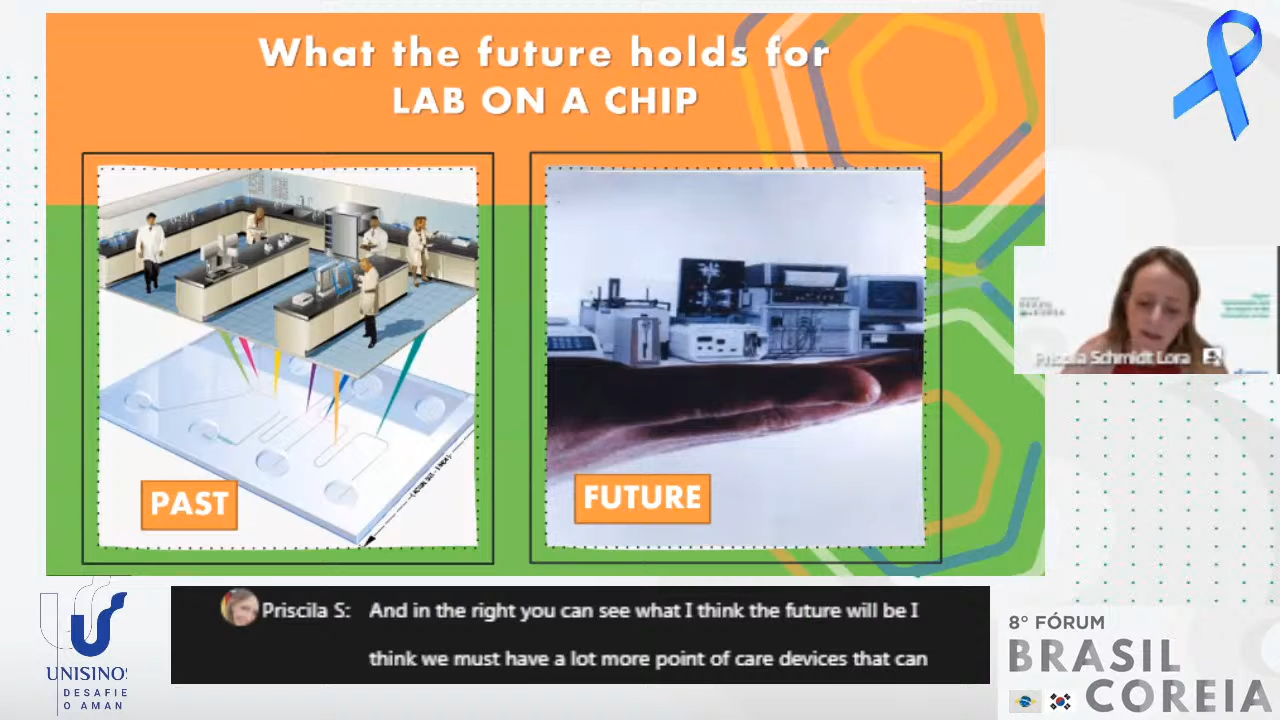 What the future holds for
LAB ON A CHIP
PAST
FUTURE
Priscila Schmidt Lora
Priscila S: And in the right you can see what I think the future will be I
think we must have a lot more point of care devices that can
UNISINOS
DESAFIE
O AMAN
8º FÓRUM
BRASIL
COREIA